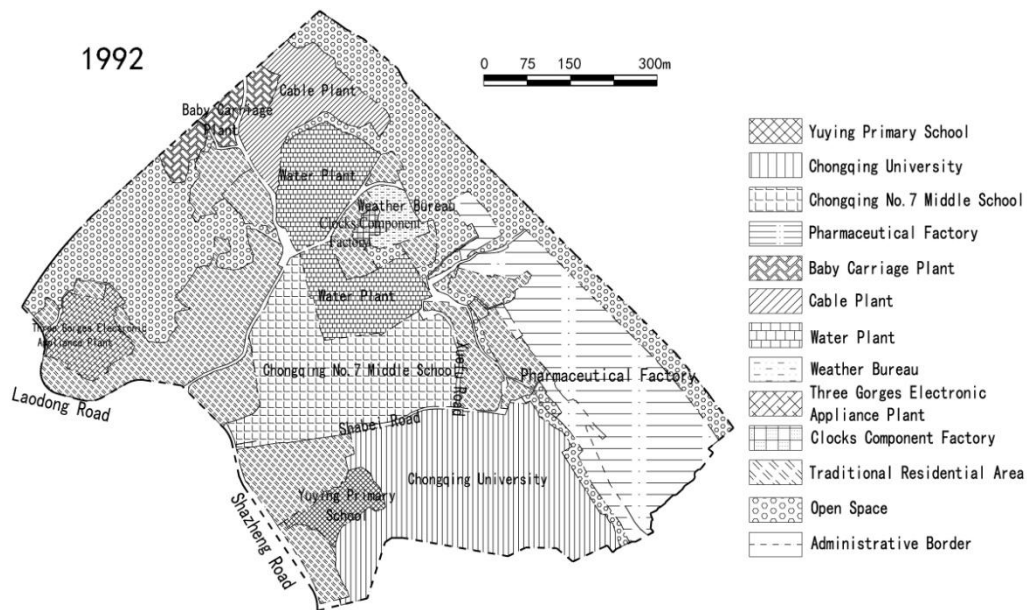 1992
0 75 150 300m
Cable Plant
Baby Carriage
Plant
Water Plant
Weather Bureau
Clocks Component
Factory
Water Plant
Three Gorges Electronic
Appliance Plant
Laodong Road
Chongqing No.7 Middle School
Xuefu Road
Pharmaceutical Factory
Shabei Road
Chongqing University
Yuying Primary
School
Shazheng Road
Yuying Primary School
Chongqing University
Chongqing No.7 Middle School
Pharmaceutical Factory
Baby Carriage Plant
Cable Plant
Water Plant
Weather Bureau
Three Gorges Electronic
Appliance Plant
Clocks Component Factory
Traditional Residential Area
Open Space
Administrative Border